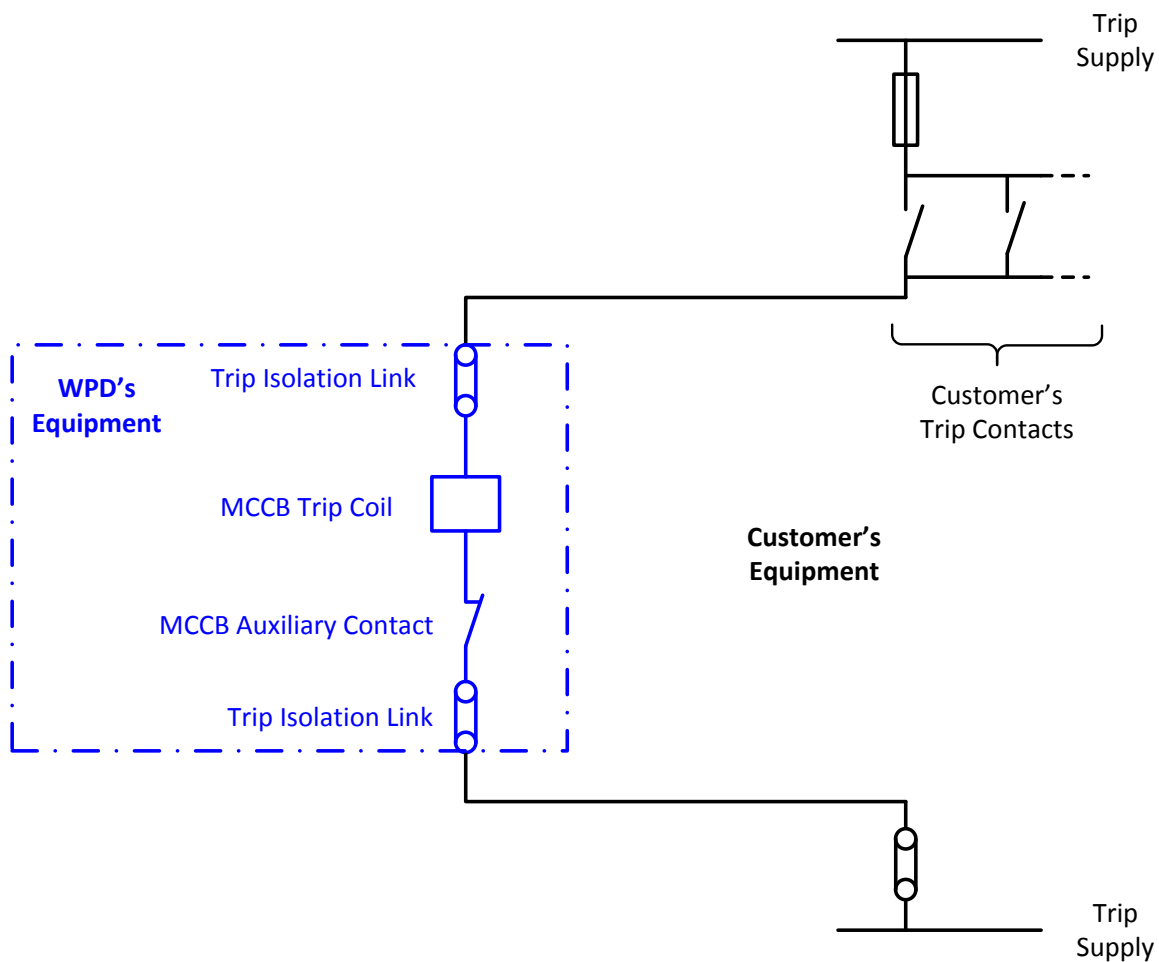 Trip
Supply
Trip Isolation Link
WPD's
Equipment
Customer's
Trip Contacts
MCCB Trip Coil
Customer's
Equipment
MCCB Auxiliary Contact
Trip Isolation Link
Trip
Supply